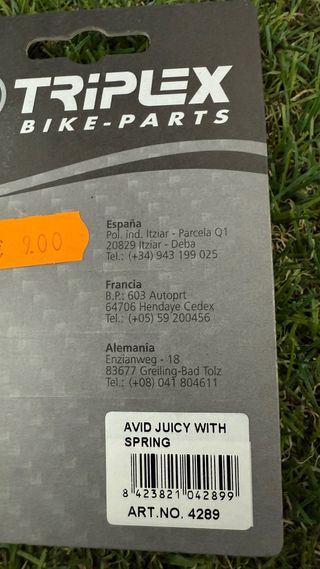 TRiPLEX
BIKE-PARTS
€ 9.00
España
Pol. ind. Itziar - Parcela Q1
20829 Itziar - Deba
Tel.: (+34) 943 199 025
Francia
B.P.: 603 Autoprt
64706 Hendaye Cedex
Tel.: (+05) 59 200456
Alemania
Enzianweg - 18
83677 Greiling-Bad Tolz
Tel.: (+08) 041 804611
AVID JUICY WITH
SPRING
8 423821 042899
ART.NO. 4289